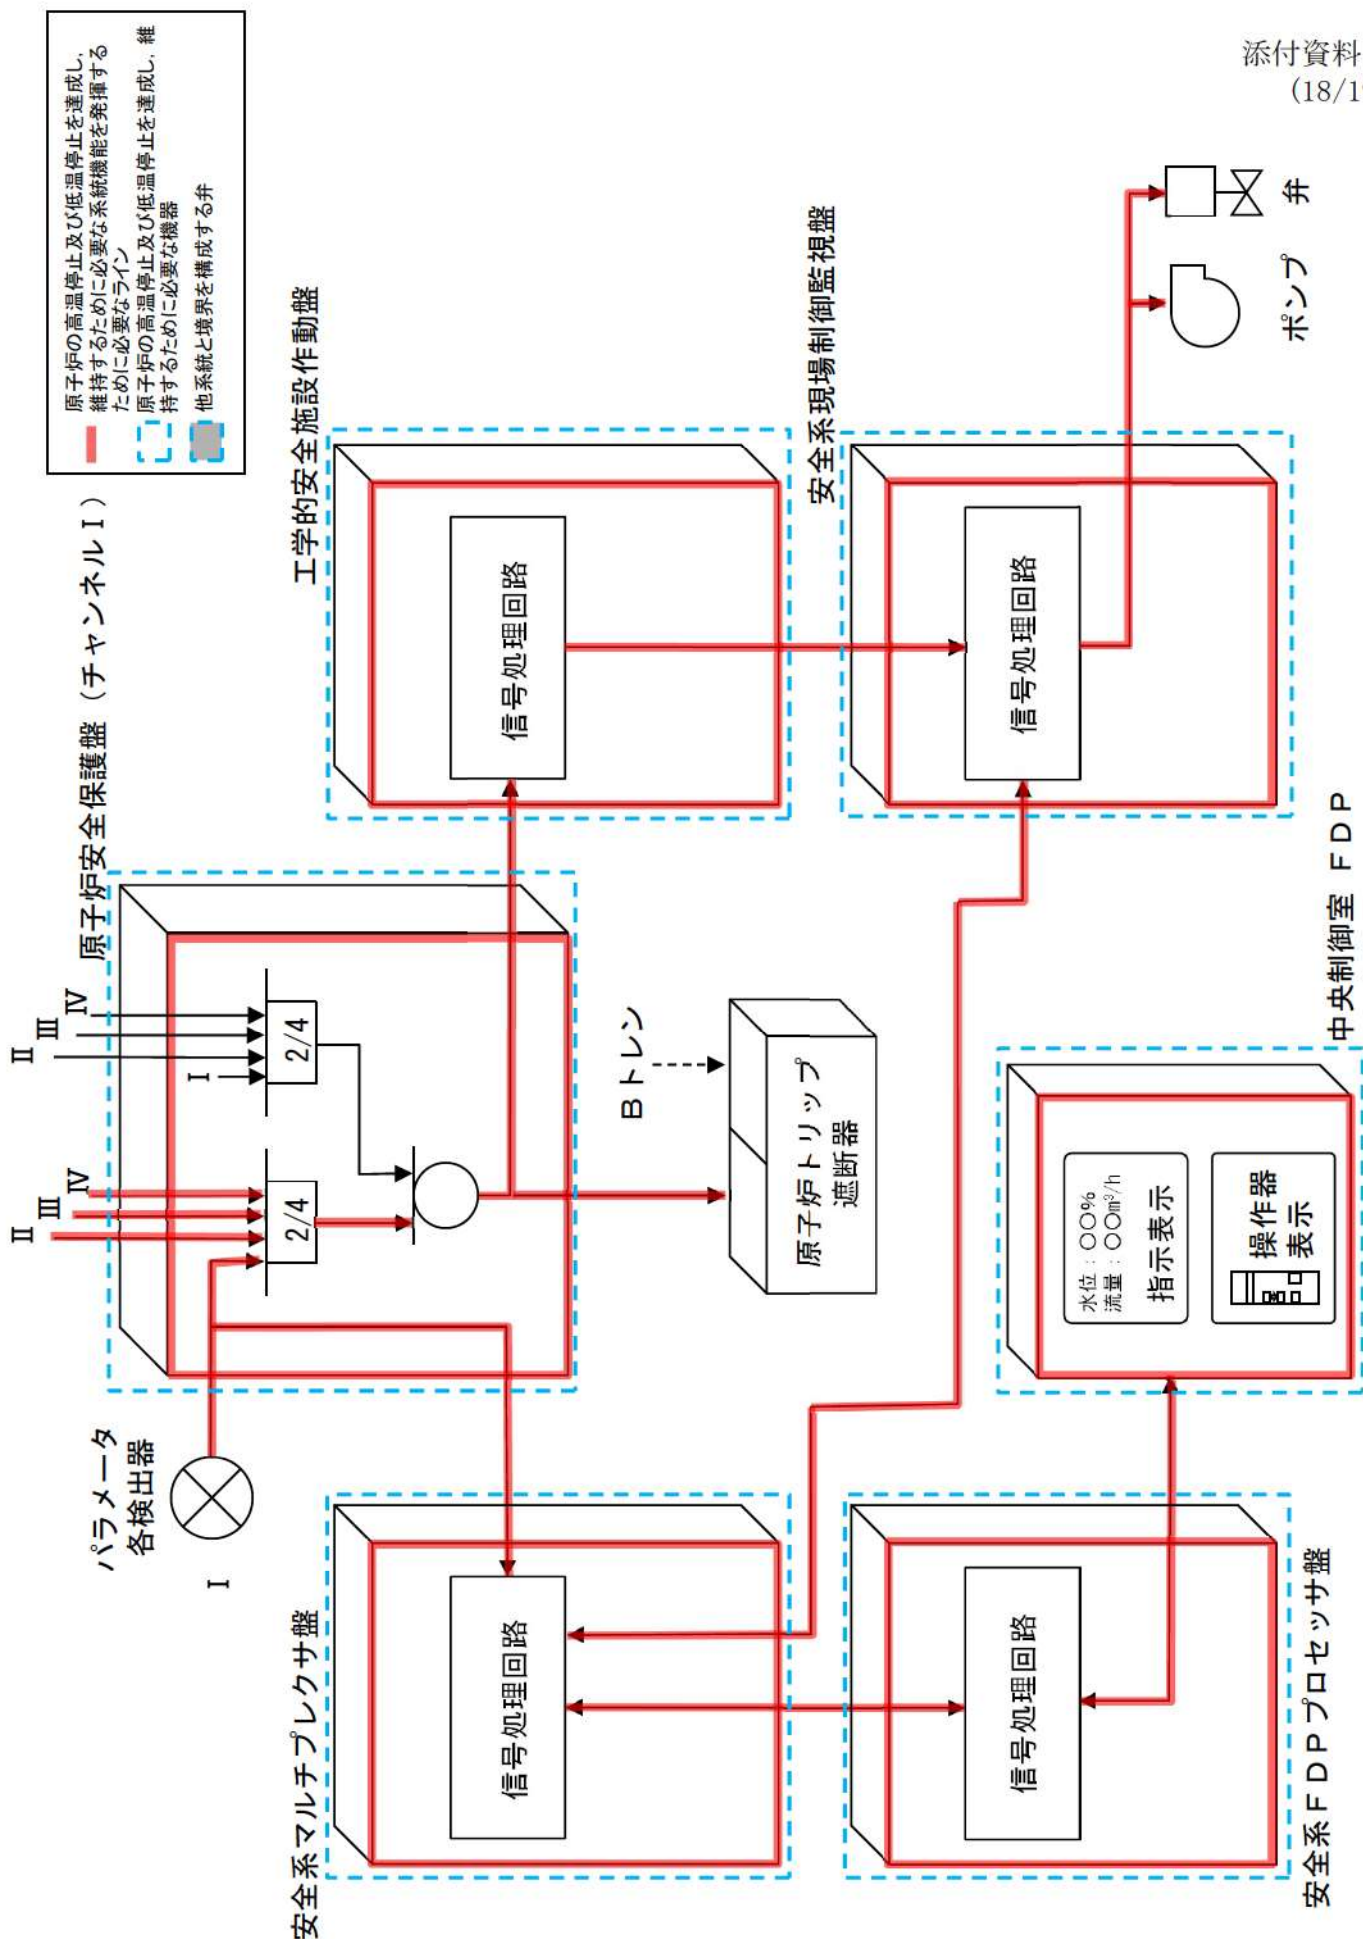 添付資料
(18/1
原子炉の高温停止及び低温停止を達成し,
維持するために必要な系統機能を発揮する
ために必要なライン
原子炉の高温停止及び低温停止を達成し, 維
持するために必要な機器
他系統と境界を構成する弁
パラメータ
各検出器
I
II
III
IV
II
III
IV
I
原子炉安全保護盤（チャンネルI）
2/4
2/4
工学的安全施設作動盤
信号処理回路
安全系マルチプレクサ盤
信号処理回路
Bトレン
原子炉トリップ
遮断器
安全系現場制御監視盤
信号処理回路
ポンプ
弁
安全系FDPプロセッサ盤
信号処理回路
中央制御室 FDP
水位：○○%
流量：○○m³/h
指示表示
操作器
表示